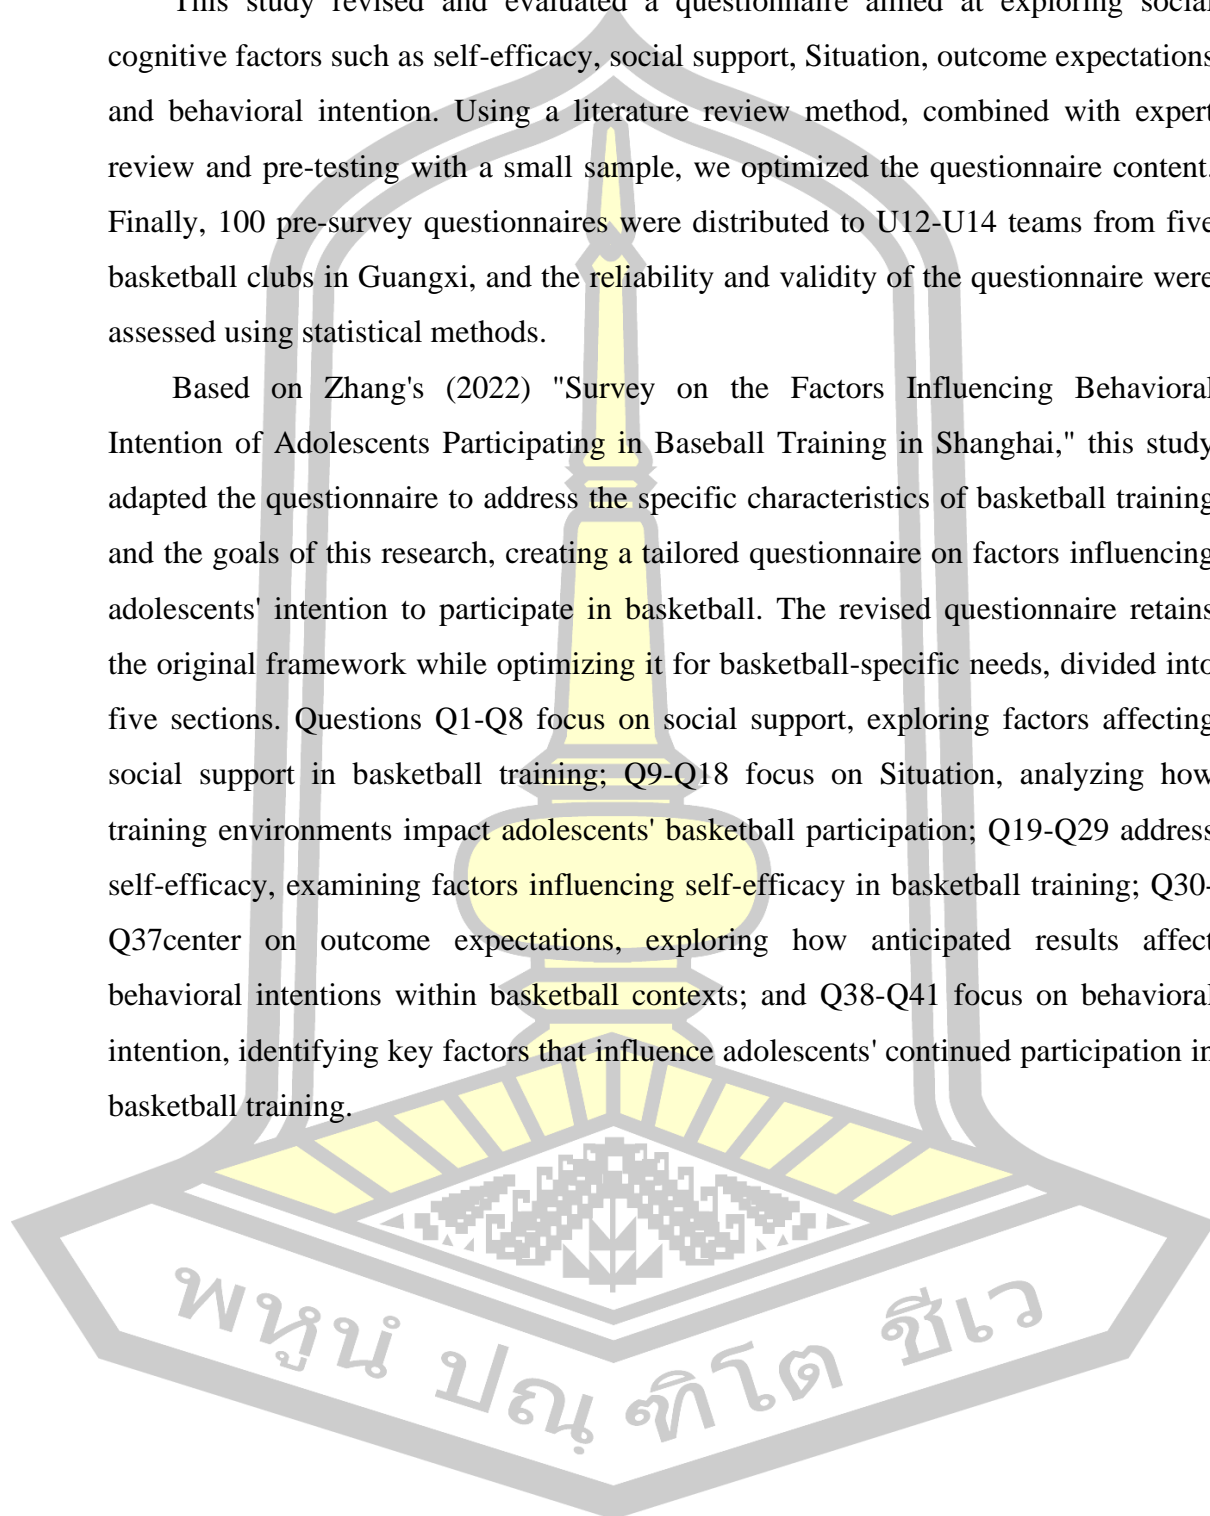 This study revised and evaluated a questionnaire aimed at exploring social
cognitive factors such as self-efficacy, social support, Situation, outcome expectations
and behavioral intention. Using a literature review method, combined with expert
review and pre-testing with a small sample, we optimized the questionnaire content.
Finally, 100 pre-survey questionnaires were distributed to U12-U14 teams from five
basketball clubs in Guangxi, and the reliability and validity of the questionnaire were
assessed using statistical methods.
Based on Zhang's (2022) "Survey on the Factors Influencing Behavioral
Intention of Adolescents Participating in Baseball Training in Shanghai," this study
adapted the questionnaire to address the specific characteristics of basketball training
and the goals of this research, creating a tailored questionnaire on factors influencing
adolescents' intention to participate in basketball. The revised questionnaire retains
the original framework while optimizing it for basketball-specific needs, divided into
five sections. Questions Q1-Q8 focus on social support, exploring factors affecting
social support in basketball training; Q9-Q18 focus on Situation, analyzing how
training environments impact adolescents' basketball participation; Q19-Q29 address
self-efficacy, examining factors influencing self-efficacy in basketball training; Q30-
Q37center on outcome expectations, exploring how anticipated results affect
behavioral intentions within basketball contexts; and Q38-Q41 focus on behavioral
intention, identifying key factors that influence adolescents' continued participation in
basketball training.
พหูนํ ปณฺฑิโต ชีเว